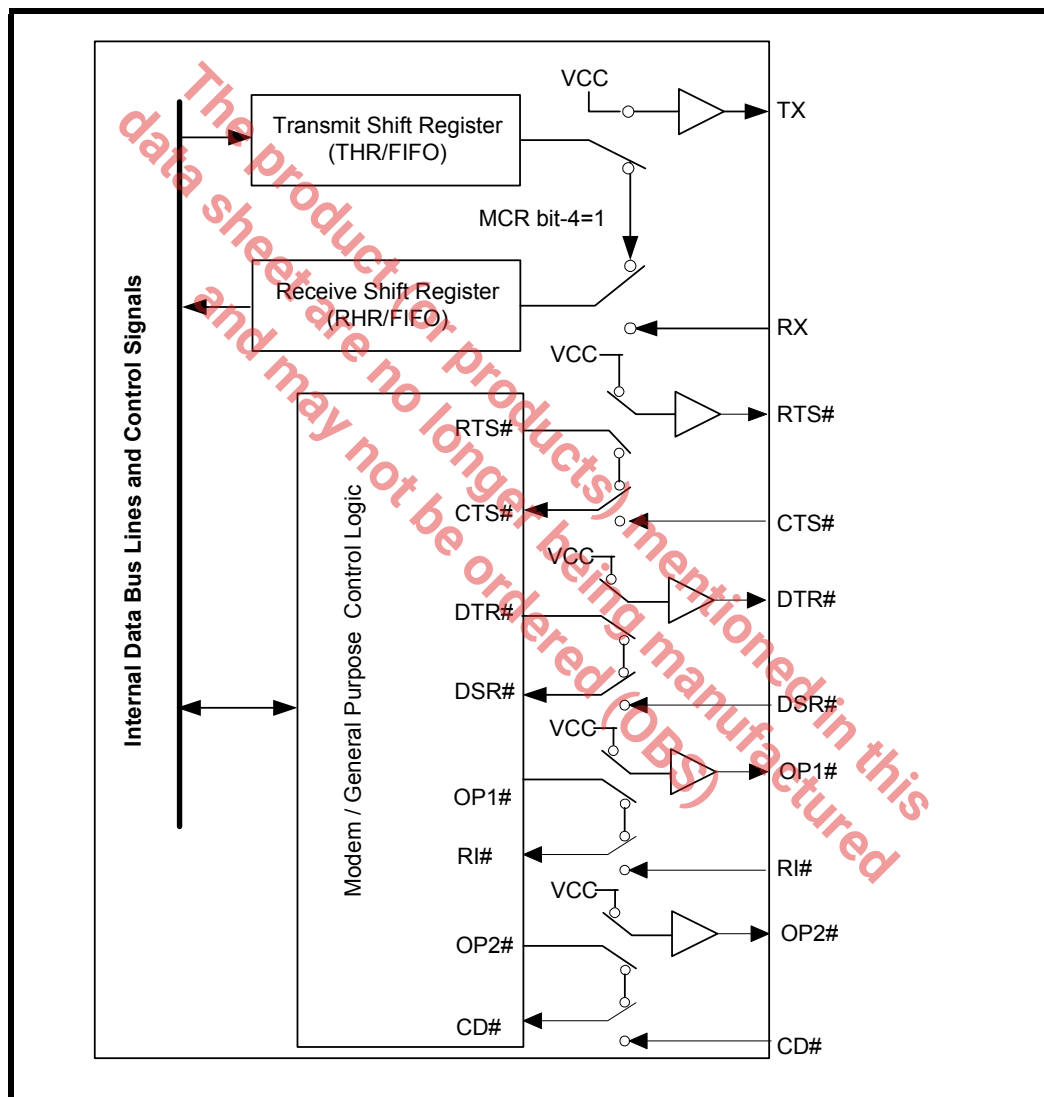 VCC
TX
Transmit Shift Register
(THR/FIFO)
MCR bit-4=1
Receive Shift Register
(RHR/FIFO)
RX
VCC
RTS#
RTS#
CTS#
CTS#
VCC
DTR#
DTR#
DSR#
DSR#
VCC
OP1#
OP1#
RI#
RI#
VCC
OP2#
OP2#
CD#
CD#
Internal Data Bus Lines and Control Signals
Modem / General Purpose Control Logic
The product (or products) mentioned in this
data sheet are no longer being manufactured
and may not be ordered (OBS)